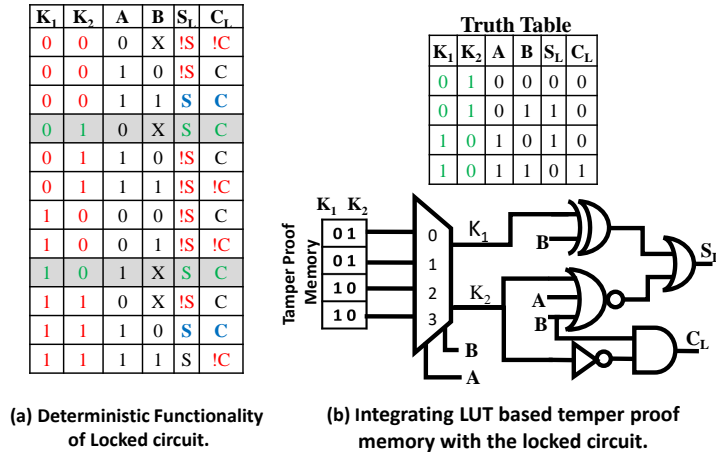 K1 K2 A B SL CL
0 0 0 X !S !C
0 0 1 0 !S C
0 0 1 1 S C
0 1 0 X S C
0 1 1 0 !S C
0 1 1 1 !S !C
1 0 0 0 !S C
1 0 0 1 !S !C
1 0 1 X S C
1 1 0 X !S C
1 1 1 0 S C
1 1 1 1 S !C
(a) Deterministic Functionality
of Locked circuit.
Truth Table
K1 K2 A B SL CL
0 1 0 0 0 0
0 1 0 1 1 0
1 0 1 0 1 0
1 0 1 1 0 1
Tamper Proof
Memory
K1 K2
0 1
0 1
1 0
1 0
0
1
2
3
K1
K2
B
A
B
A
B
SL
CL
(b) Integrating LUT based temper proof
memory with the locked circuit.